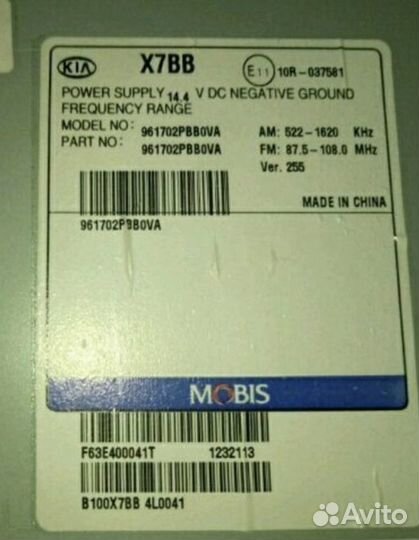 KIA X7BB E11 10R-037581
POWER SUPPLY 14.4 V DC NEGATIVE GROUND
FREQUENCY RANGE
MODEL NO: 961702PBB0VA AM: 522-1620 KHz
PART NO: 961702PBB0VA FM: 87.5-108.0 MHz
Ver. 255
MADE IN CHINA
961702PBB0VA
MOBIS
F63E400041T 1232113
B100X7BB 4L0041
Avito